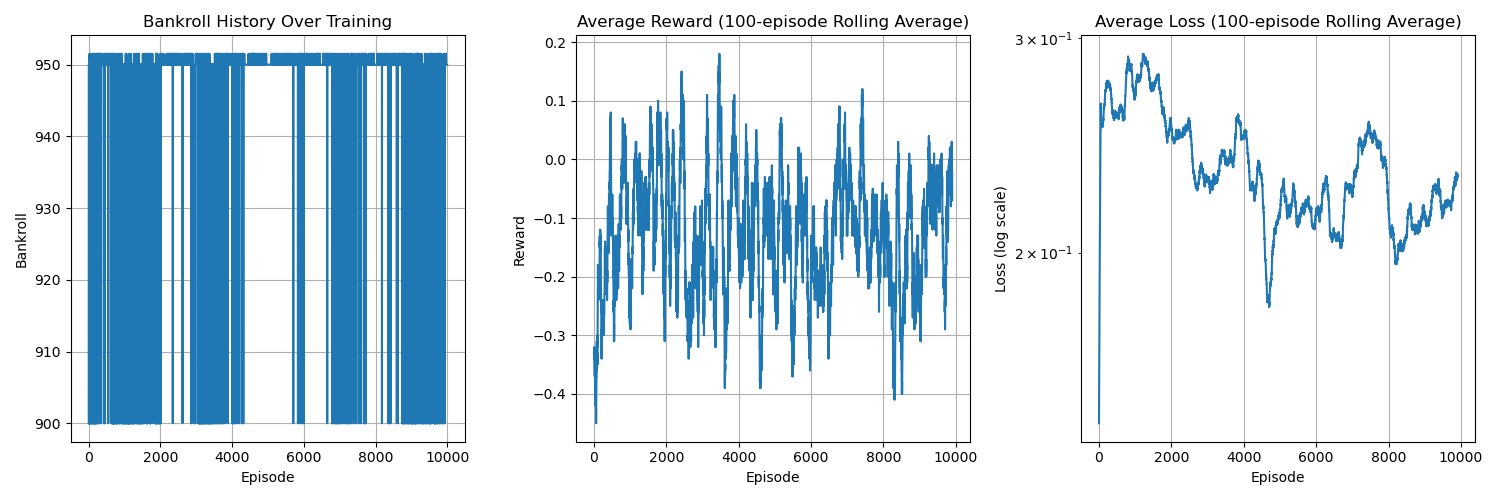 Bankroll History Over Training
950
940
930
920
910
900
Bankroll
0 2000 4000 6000 8000 10000
Episode
Average Reward (100-episode Rolling Average)
0.2
0.1
0.0
−0.1
−0.2
−0.3
−0.4
Reward
0 2000 4000 6000 8000 10000
Episode
Average Loss (100-episode Rolling Average)
3 × 10⁻¹
2 × 10⁻¹
Loss (log scale)
0 2000 4000 6000 8000 10000
Episode